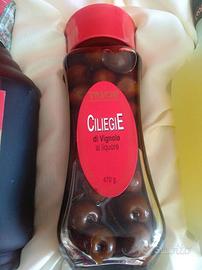 CILIEGIE
di Vignola
al liquore
470 g.